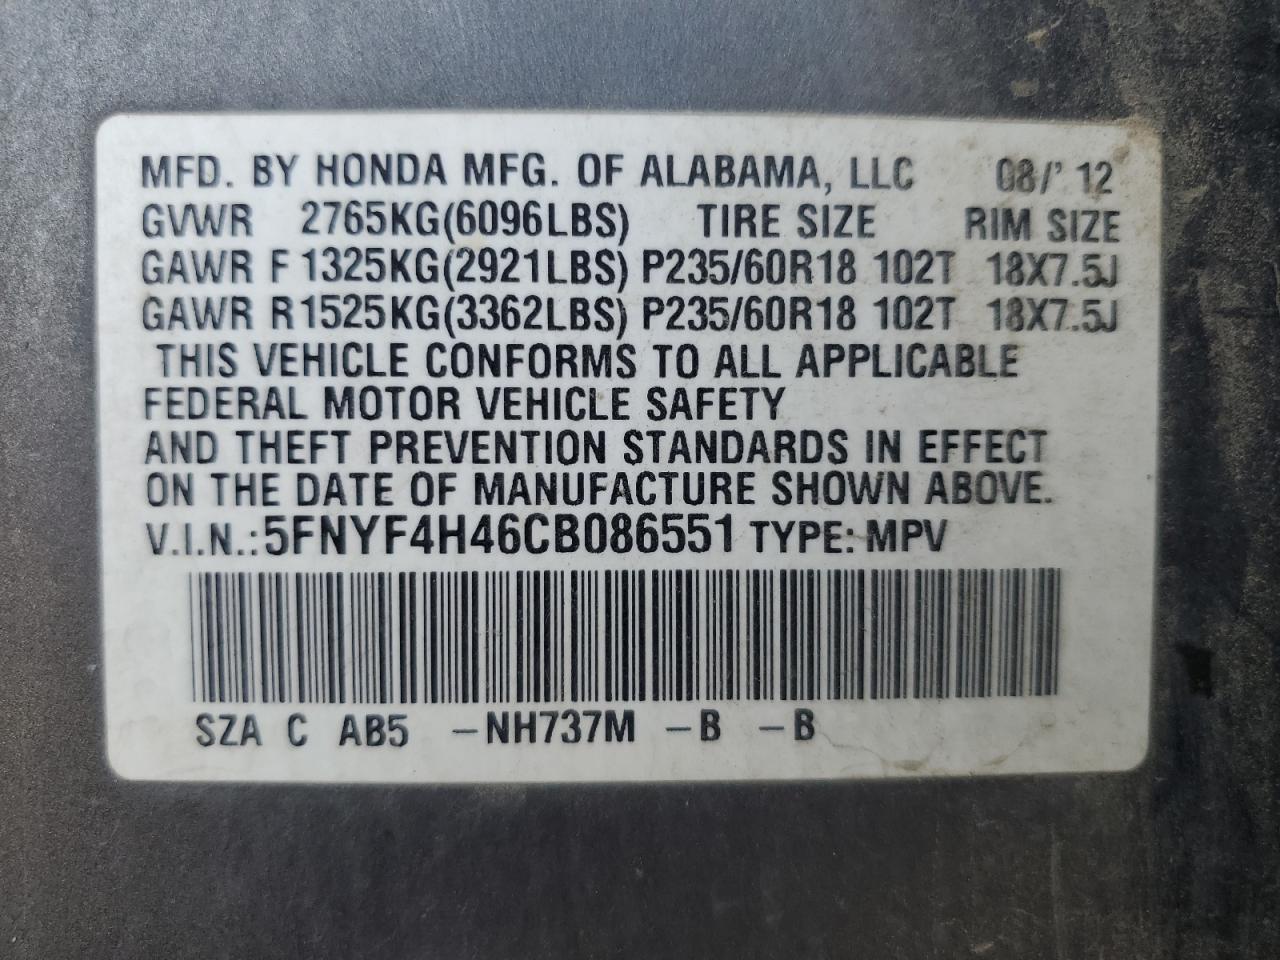 MFD. BY HONDA MFG. OF ALABAMA, LLC 08/' 12
GVWR 2765KG(6096LBS) TIRE SIZE RIM SIZE
GAWR F 1325KG(2921LBS) P235/60R18 102T 18X7.5J
GAWR R 1525KG(3362LBS) P235/60R18 102T 18X7.5J
THIS VEHICLE CONFORMS TO ALL APPLICABLE
FEDERAL MOTOR VEHICLE SAFETY
AND THEFT PREVENTION STANDARDS IN EFFECT
ON THE DATE OF MANUFACTURE SHOWN ABOVE.
V.I.N.: 5FNYF4H46CB086551 TYPE: MPV
SZA C AB5 -NH737M -B -B